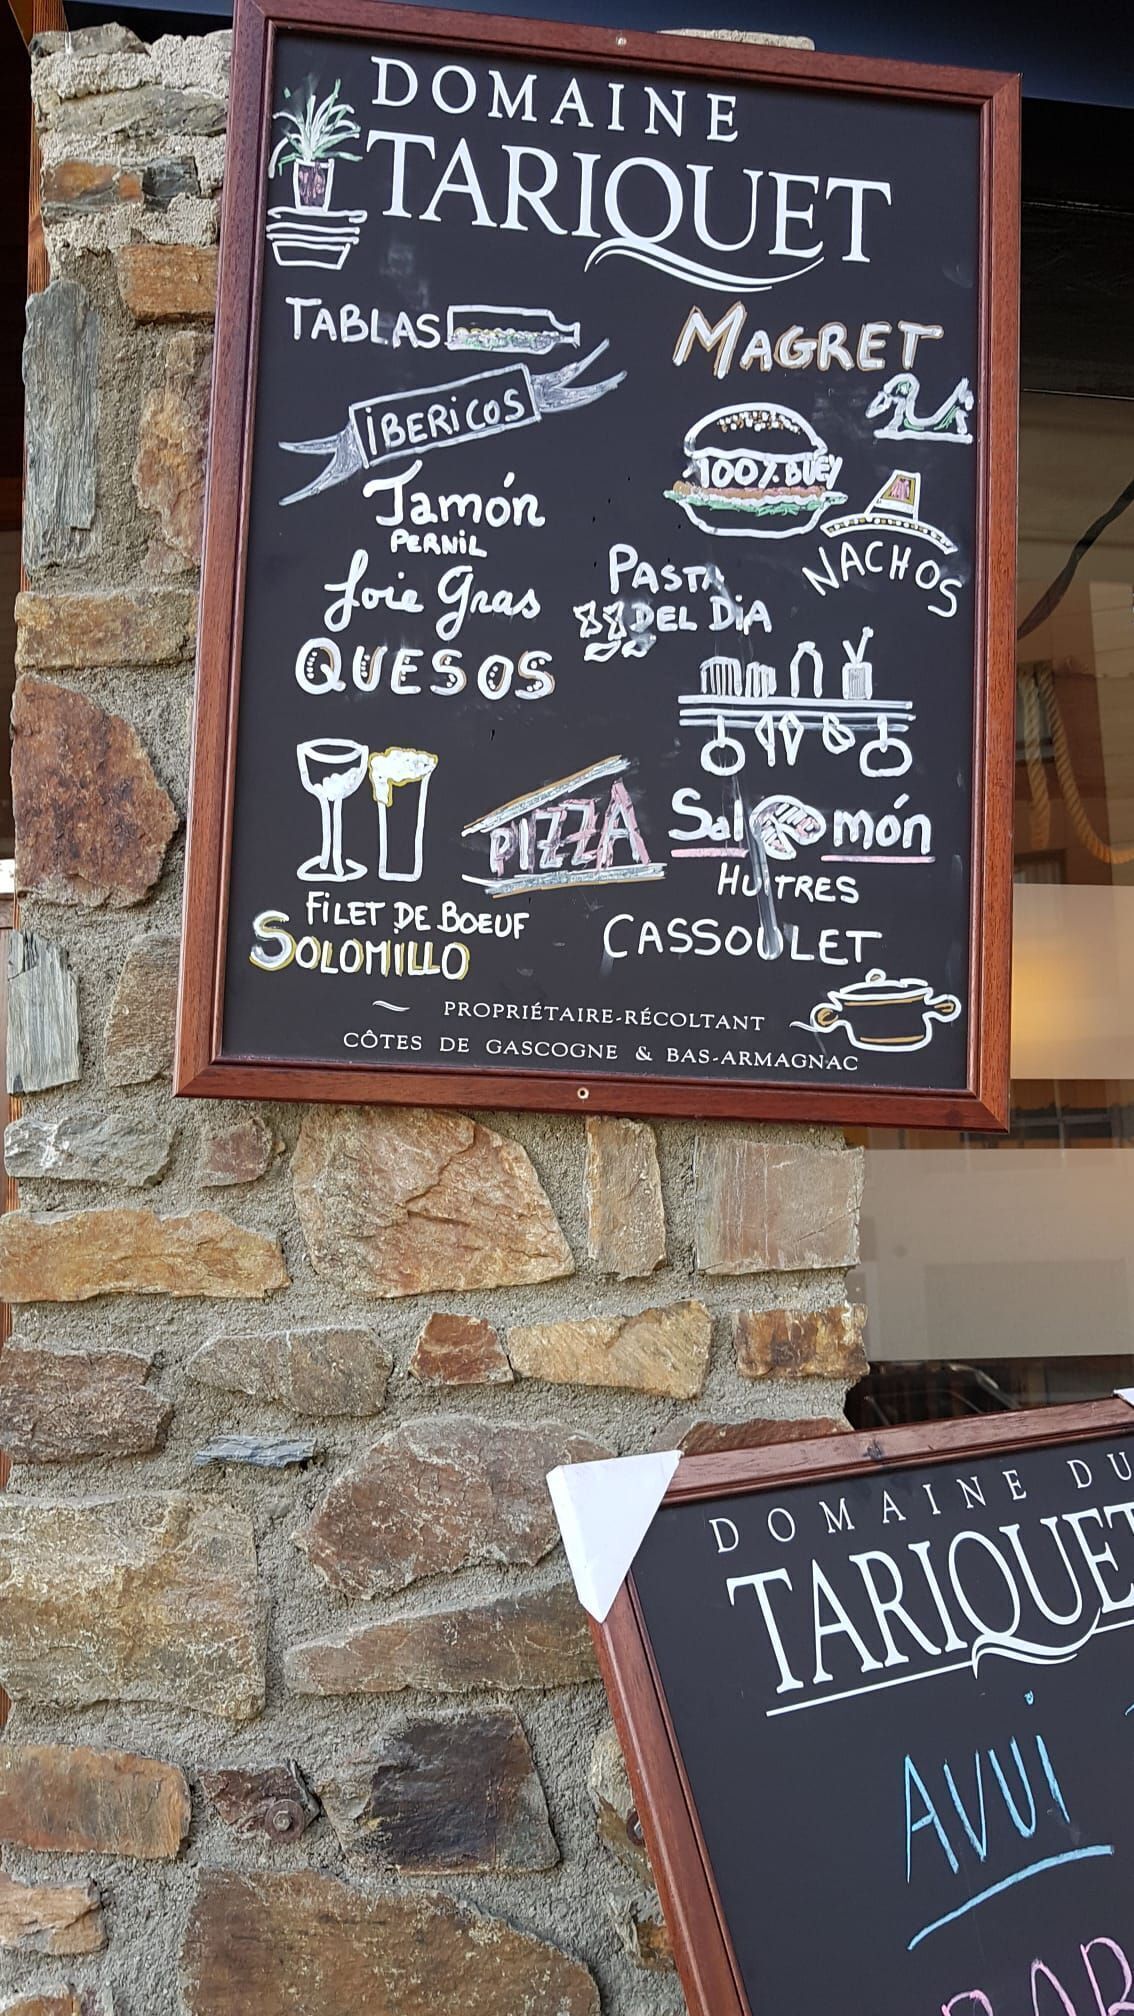 DOMAINE
TARIQUET
TABLAS
IBERICOS
Jamón
PERNIL
foie Gras
QUESOS
MAGRET
100% BUEY
NACHOS
PASTA
DEL DIA
PIZZA
Salmón
HUITRES
FILET DE BOEUF
SOLOMILLO
CASSOULET
PROPRIÉTAIRE-RÉCOLTANT
CÔTES DE GASCOGNE & BAS-ARMAGNAC
DOMAINE DU
TARIQUET
AVUI